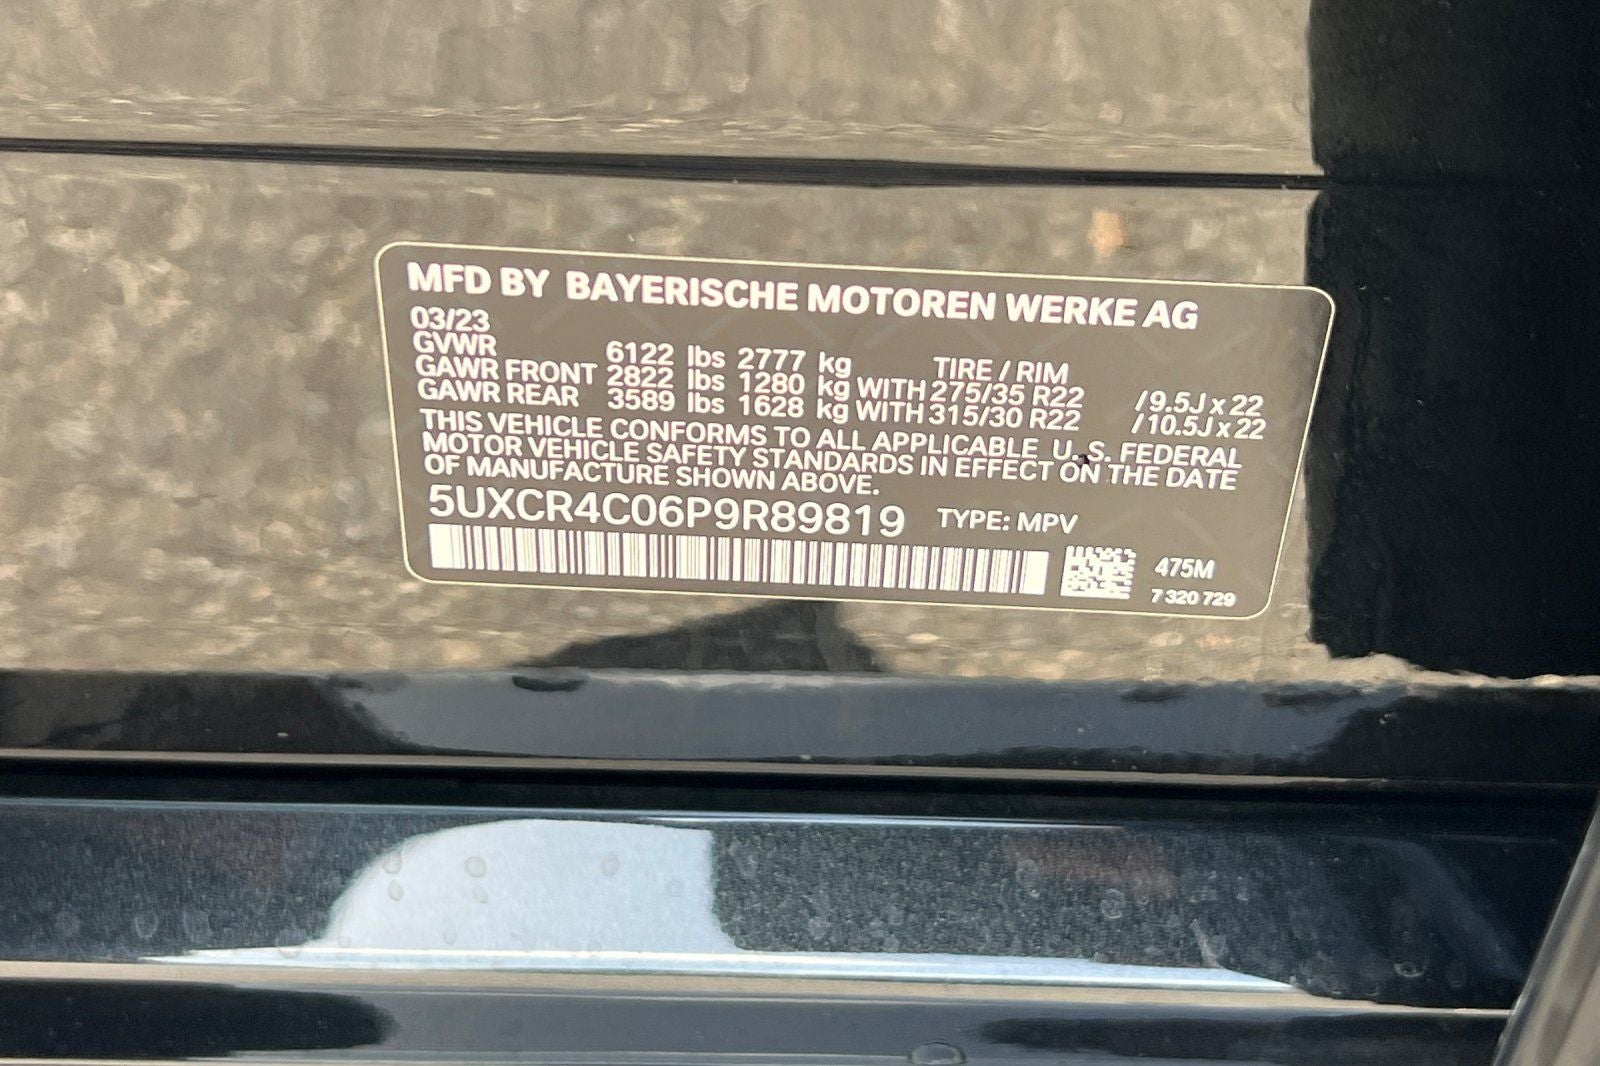 MFD BY BAYERISCHE MOTOREN WERKE AG
03/23
GVWR 6122 lbs 2777 kg TIRE / RIM
GAWR FRONT 2822 lbs 1280 kg WITH 275/35 R22 /9.5J x 22
GAWR REAR 3589 lbs 1628 kg WITH 315/30 R22 /10.5J x 22
THIS VEHICLE CONFORMS TO ALL APPLICABLE U.S. FEDERAL
MOTOR VEHICLE SAFETY STANDARDS IN EFFECT ON THE DATE
OF MANUFACTURE SHOWN ABOVE.
5UXCR4C06P9R89819 TYPE: MPV
475M
7 320 729